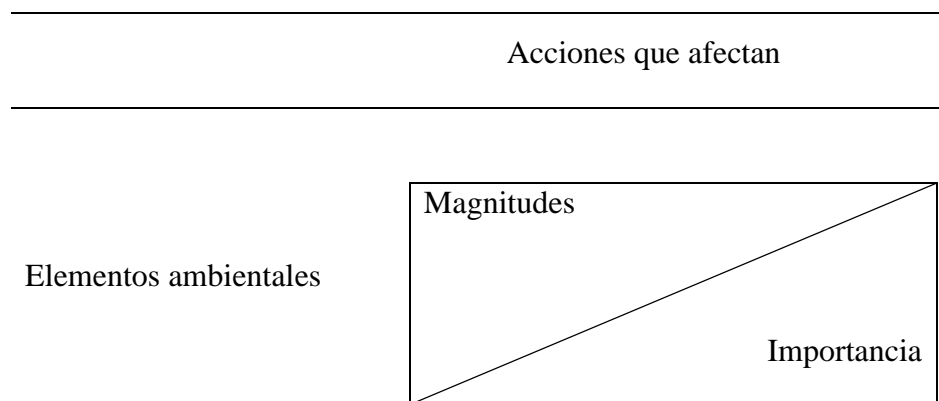 Acciones que afectan
Magnitudes
Elementos ambientales
Importancia